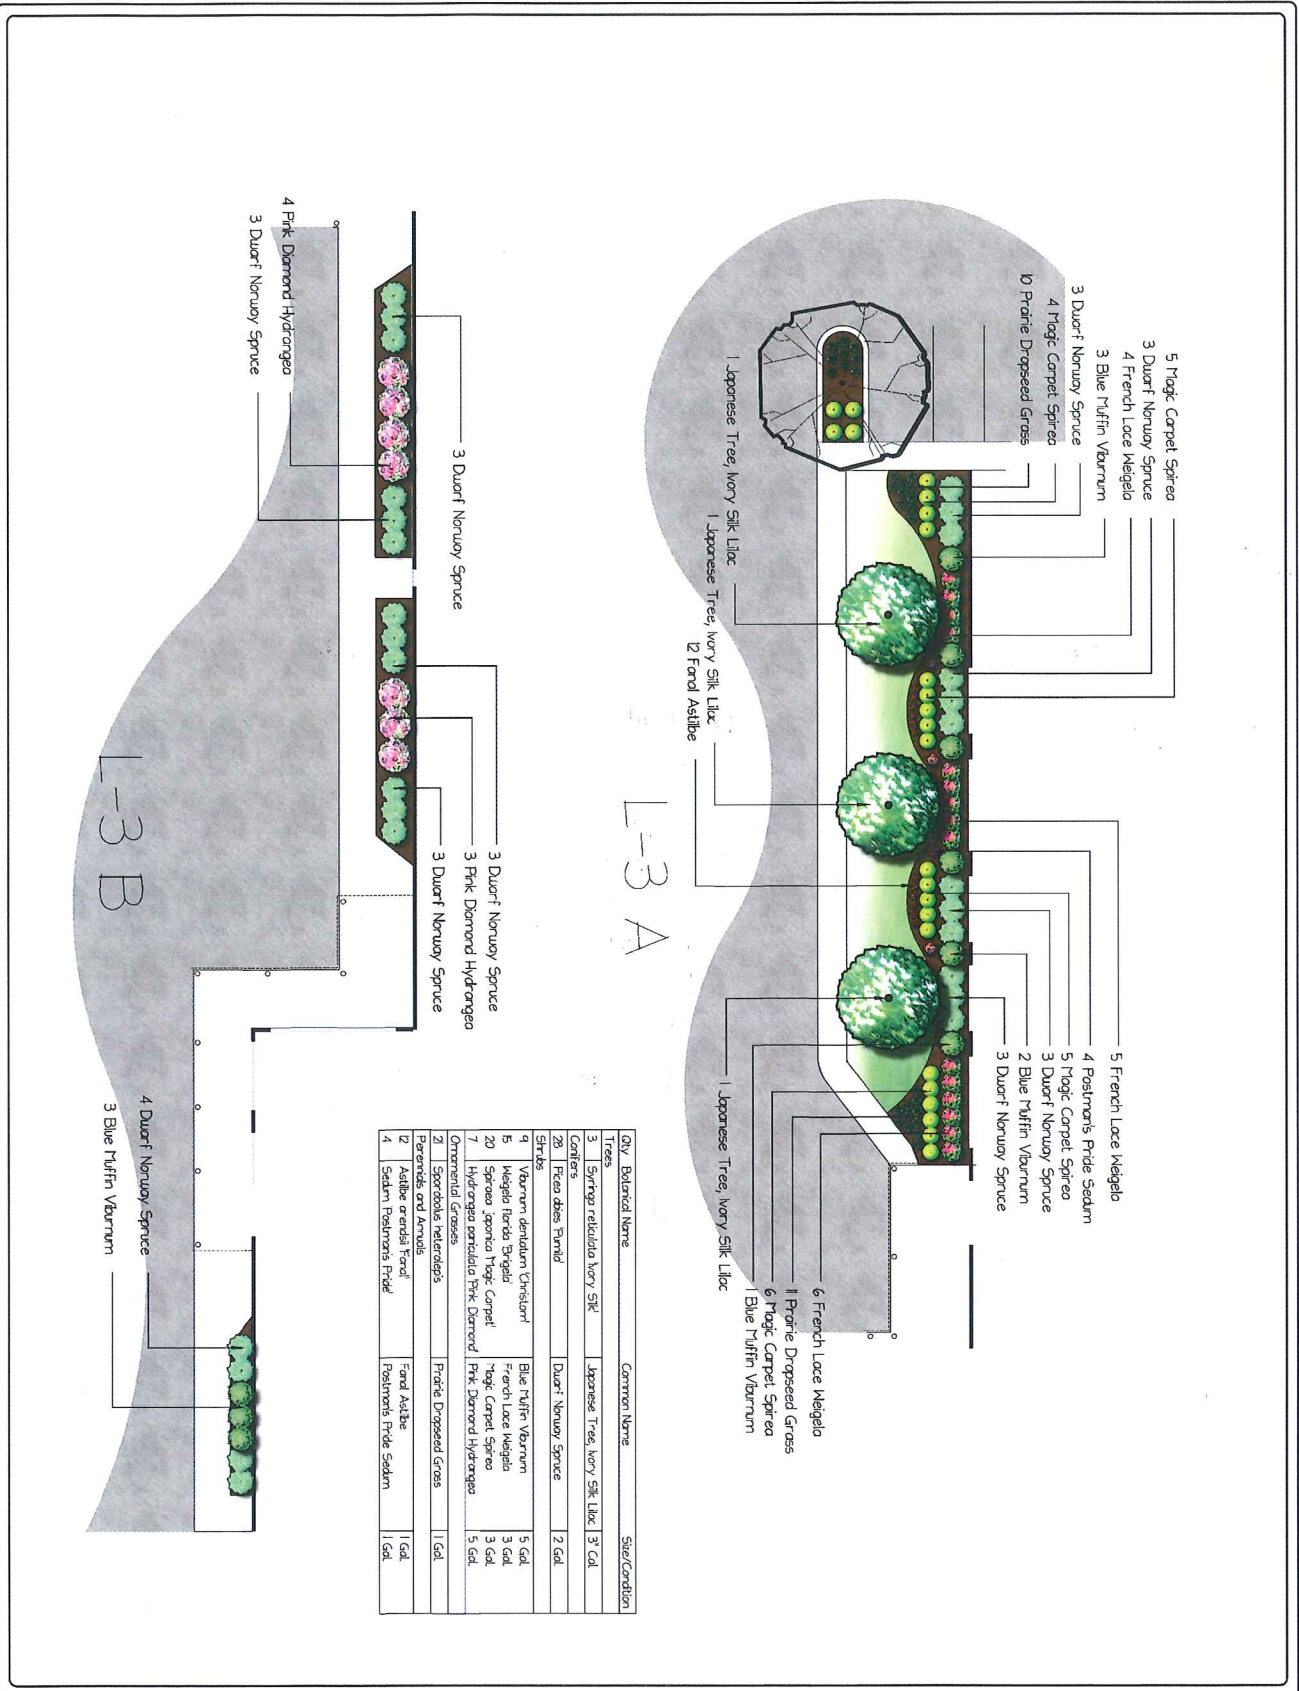 5 Magic Carpet Spirea
3 Dwarf Norway Spruce
4 French Lace Weigela
3 Blue Muffin Viburnum
3 Dwarf Norway Spruce
4 Magic Carpet Spirea
10 Prairie Dropseed Grass
5 French Lace Weigela
4 Postman's Pride Sedum
5 Magic Carpet Spirea
3 Dwarf Norway Spruce
2 Blue Muffin Viburnum
3 Dwarf Norway Spruce
6 French Lace Weigela
11 Prairie Dropseed Grass
6 Magic Carpet Spirea
1 Blue Muffin Viburnum
1 Japanese Tree, Ivory Silk Lilac
1 Japanese Tree, Ivory Silk Lilac
1 Japanese Tree, Ivory Silk Lilac
12 Fanal Astilbe
L-3 A
3 Dwarf Norway Spruce
3 Dwarf Norway Spruce
3 Pink Diamond Hydrangea
3 Dwarf Norway Spruce
4 Pink Diamond Hydrangea
3 Dwarf Norway Spruce
L-3 B
4 Dwarf Norway Spruce
3 Blue Muffin Viburnum
Qty Botanical Name Common Name Size/Condition
Trees
3 Syringa reticulata 'Ivory Silk' Japanese Tree, Ivory Silk Lilac 3" Cal.
Conifers
28 Picea abies 'Pumila' Dwarf Norway Spruce 2 Gal.
Shrubs
9 Viburnum dentatum 'Christom' Blue Muffin Viburnum 5 Gal.
15 Weigela florida 'Brigela' French Lace Weigela 3 Gal.
20 Spiraea japonica 'Magic Carpet' Magic Carpet Spirea 3 Gal.
7 Hydrangea paniculata 'Pink Diamond' Pink Diamond Hydrangea 5 Gal.
Ornamental Grasses
21 Sporobolus heterolepis Prairie Dropseed Grass 1 Gal.
Perennials and Annuals
12 Astilbe arendsii 'Fanal' Fanal Astilbe 1 Gal.
4 Sedum 'Postman's Pride' Postman's Pride Sedum 1 Gal.